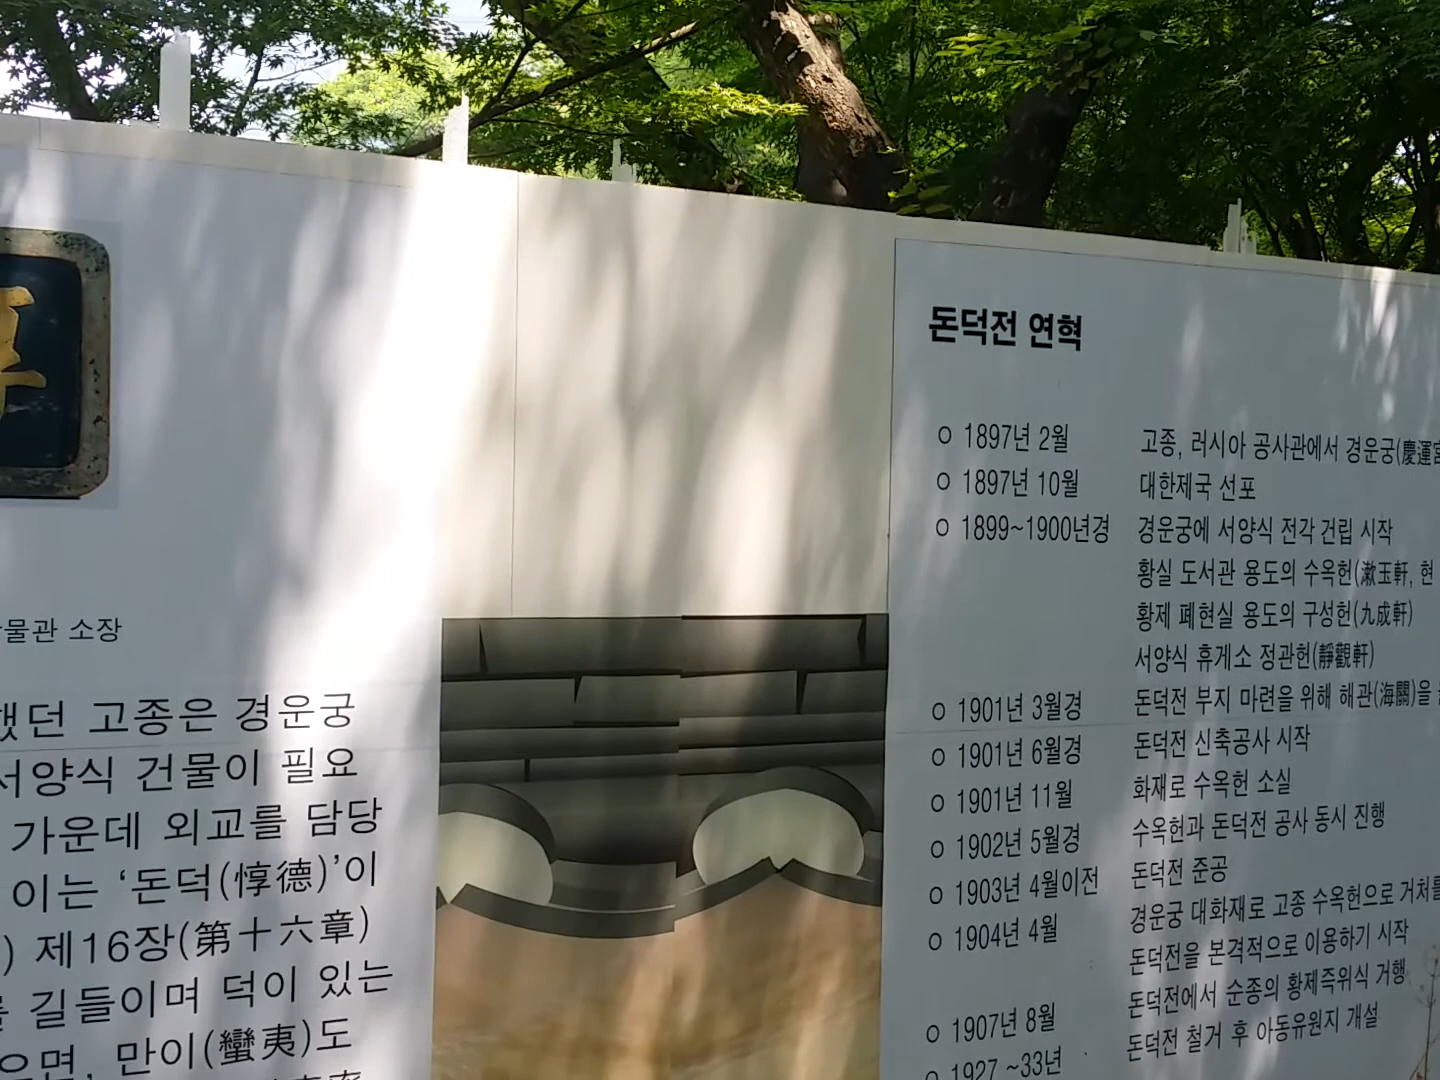 물관 소장
했던 고종은 경운궁
서양식 건물이 필요
가운데 외교를 담당
이는 ‘돈덕(惇德)’이
) 제16장(第十六章)
를 길들이며 덕이 있는
으면, 만이(蠻夷)도
돈덕전 연혁
○ 1897년 2월 고종, 러시아 공사관에서 경운궁(慶運宮
○ 1897년 10월 대한제국 선포
○ 1899~1900년경 경운궁에 서양식 전각 건립 시작
황실 도서관 용도의 수옥헌(漱玉軒, 현
황제 폐현실 용도의 구성헌(九成軒)
서양식 휴게소 정관헌(靜觀軒)
○ 1901년 3월경 돈덕전 부지 마련을 위해 해관(海關)을
○ 1901년 6월경 돈덕전 신축공사 시작
○ 1901년 11월 화재로 수옥헌 소실
○ 1902년 5월경 수옥헌과 돈덕전 공사 동시 진행
○ 1903년 4월이전 돈덕전 준공
○ 1904년 4월 경운궁 대화재로 고종 수옥헌으로 거처를
돈덕전을 본격적으로 이용하기 시작
○ 1907년 8월 돈덕전에서 순종의 황제즉위식 거행
○ 1927 ~33년 돈덕전 철거 후 아동유원지 개설